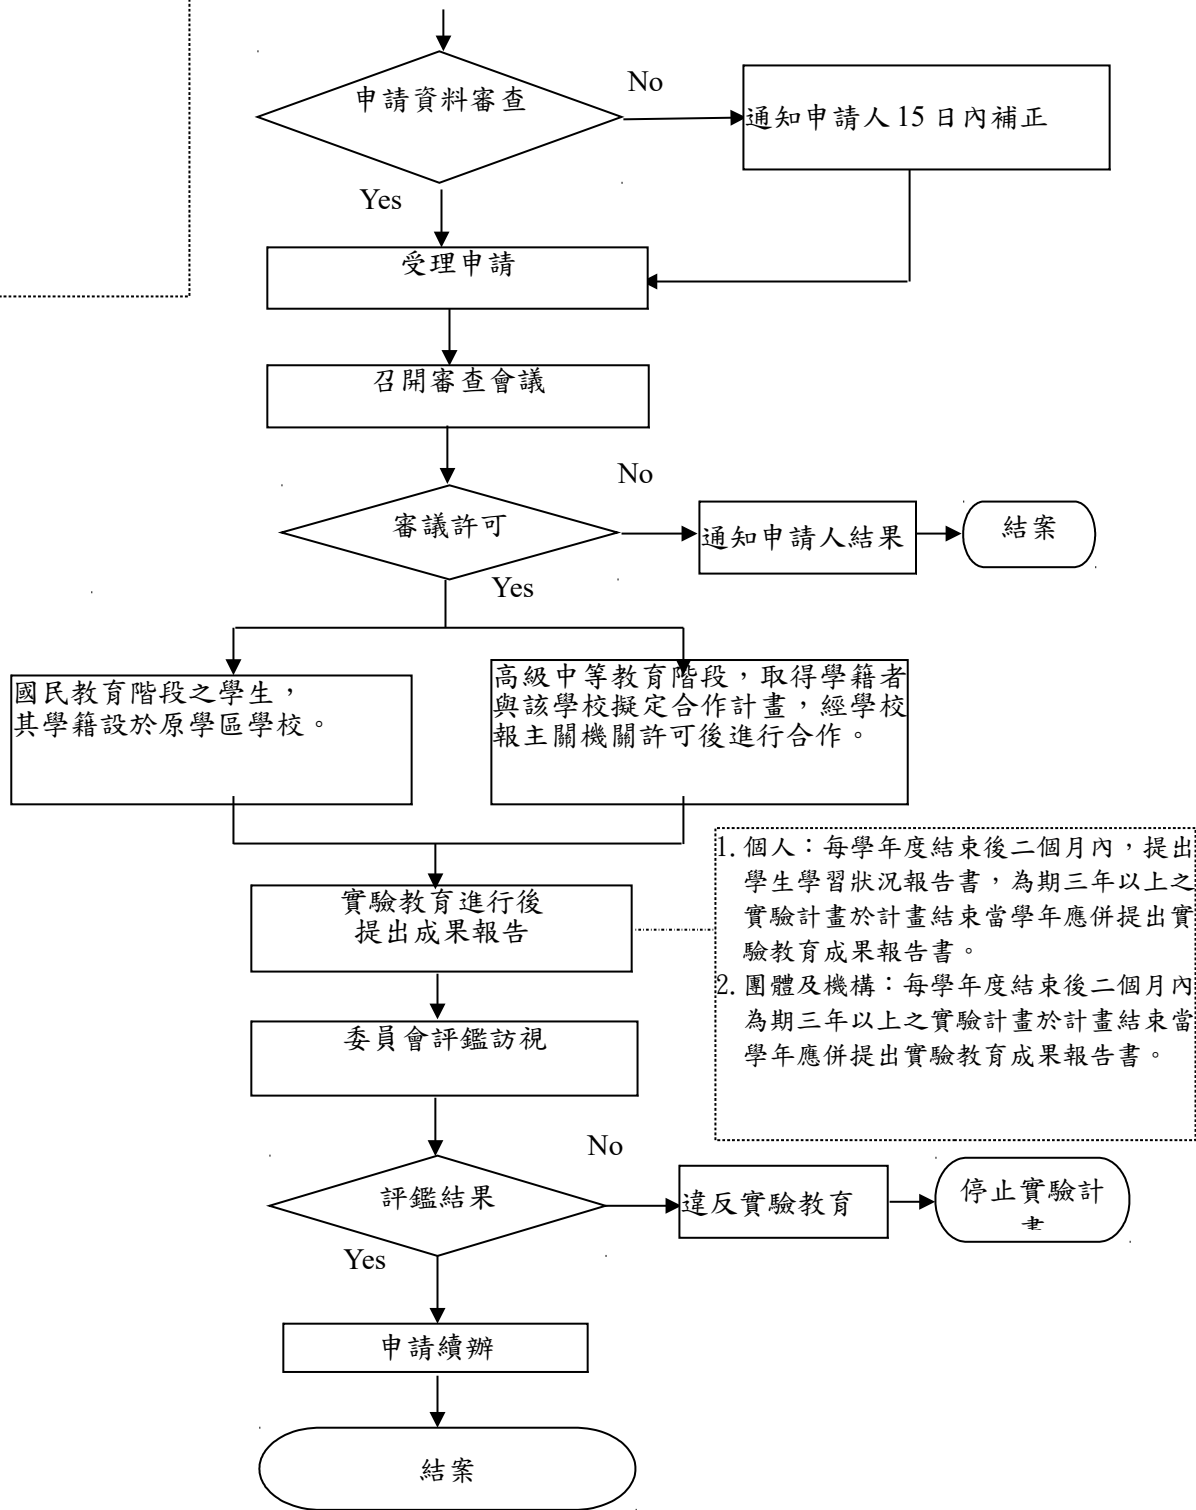 申請資料審查
No
通知申請人 15 日內補正
Yes
受理申請
召開審查會議
No
審議許可
通知申請人結果
結案
Yes
國民教育階段之學生，
其學籍設於原學區學校。
高級中等教育階段，取得學籍者
與該學校擬定合作計畫，經學校
報主關機關許可後進行合作。
1. 個人：每學年度結束後二個月內，提出
學生學習狀況報告書，為期三年以上之
實驗計畫於計畫結束當學年應併提出實
驗教育成果報告書。
2. 團體及機構：每學年度結束後二個月內
為期三年以上之實驗計畫於計畫結束當
學年應併提出實驗教育成果報告書。
實驗教育進行後
提出成果報告
委員會評鑑訪視
No
評鑑結果
違反實驗教育
停止實驗計
Yes
申請續辦
結案